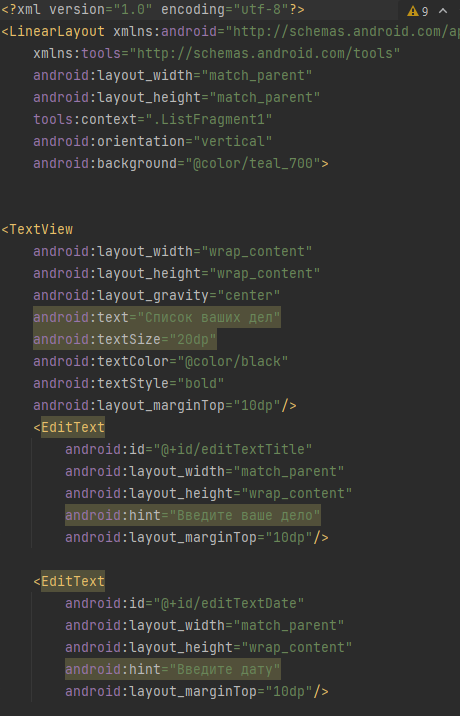 <?xml version="1.0" encoding="utf-8"?> 9
<LinearLayout xmlns:android="http://schemas.android.com/ap
xmlns:tools="http://schemas.android.com/tools"
android:layout_width="match_parent"
android:layout_height="match_parent"
tools:context=".ListFragment1"
android:orientation="vertical"
android:background="@color/teal_700">
<TextView
android:layout_width="wrap_content"
android:layout_height="wrap_content"
android:layout_gravity="center"
android:text="Список ваших дел"
android:textSize="20dp"
android:textColor="@color/black"
android:textStyle="bold"
android:layout_marginTop="10dp"/>
<EditText
android:id="@+id/editTextTitle"
android:layout_width="match_parent"
android:layout_height="wrap_content"
android:hint="Введите ваше дело"
android:layout_marginTop="10dp"/>
<EditText
android:id="@+id/editTextDate"
android:layout_width="match_parent"
android:layout_height="wrap_content"
android:hint="Введите дату"
android:layout_marginTop="10dp"/>